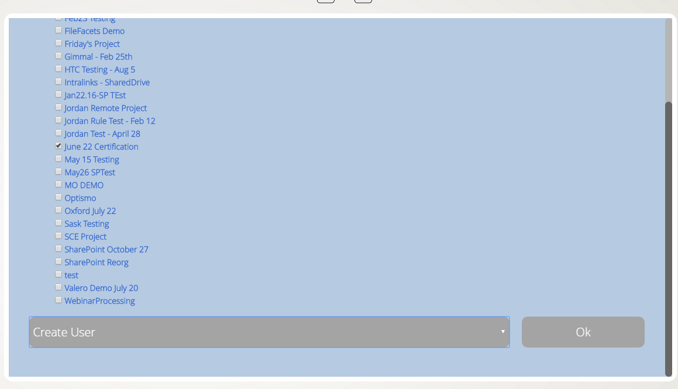 Feb23 Testing
FileFacets Demo
Friday's Project
Gimmal - Feb 25th
HTC Testing - Aug 5
Intralinks - SharedDrive
Jan22.16-SP TEst
Jordan Remote Project
Jordan Rule Test - Feb 12
Jordan Test - April 28
June 22 Certification
May 15 Testing
May26 SPTest
MO DEMO
Optismo
Oxford July 22
Sask Testing
SCE Project
SharePoint October 27
SharePoint Reorg
test
Valero Demo July 20
WebinarProcessing
Create User
Ok